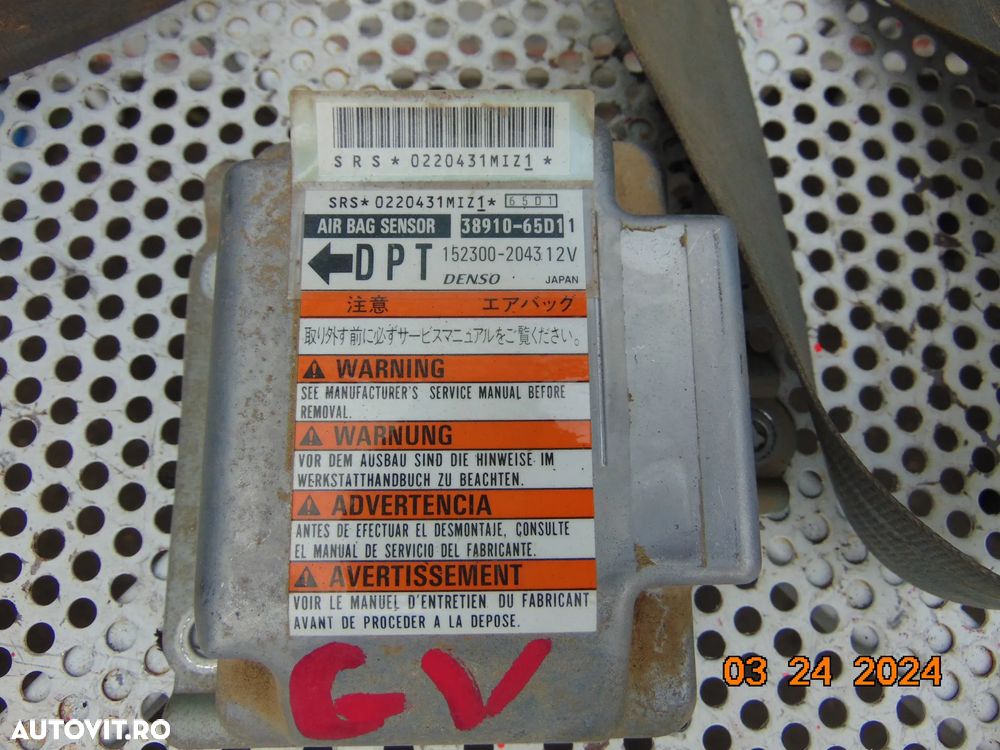 SRS*0220431MIZ1*
SRS*0220431MIZ1* 6501
AIR BAG SENSOR 38910-65D11
DPT 152300-2043 12V
DENSO JAPAN
注意 エアバッグ
取り外す前に必ずサービスマニュアルをご覧ください。
WARNING
SEE MANUFACTURER'S SERVICE MANUAL BEFORE
REMOVAL.
WARNUNG
VOR DEM AUSBAU SIND DIE HINWEISE IM
WERKSTATTHANDBUCH ZU BEACHTEN.
ADVERTENCIA
ANTES DE EFECTUAR EL DESMONTAJE, CONSULTE
EL MANUAL DE SERVICIO DEL FABRICANTE.
AVERTISSEMENT
VOIR LE MANUEL D'ENTRETIEN DU FABRICANT
AVANT DE PROCEDER A LA DEPOSE.
GV
03 24 2024
AUTOVIT.RO